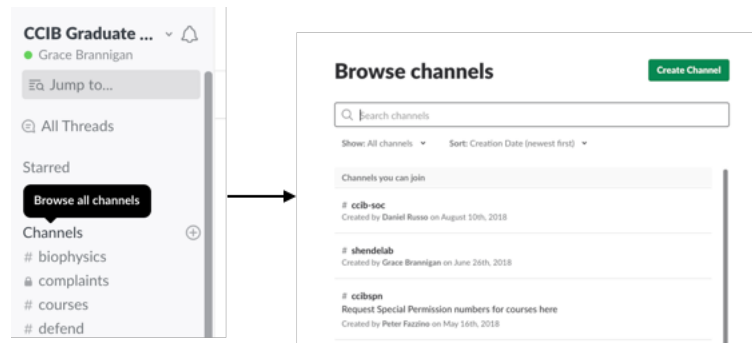 CCIB Graduate ...
Grace Brannigan
Jump to...
All Threads
Starred
Browse all channels
Channels
# biophysics
complaints
# courses
# defend
Browse channels
Create Channel
Search channels
Show: All channels Sort: Creation Date (newest first)
Channels you can join
# ccib-soc
Created by Daniel Russo on August 10th, 2018
# shendelab
Created by Grace Brannigan on June 26th, 2018
# ccibspn
Request Special Permission numbers for courses here
Created by Peter Fazzino on May 16th, 2018